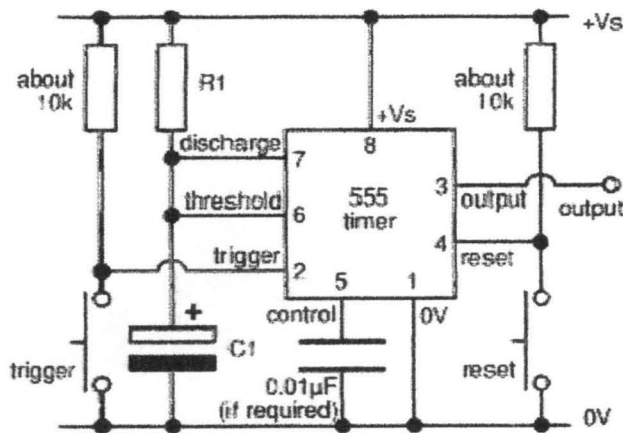 +Vs
about
10k
R1
about
10k
+Vs
8
discharge
7
555
timer
3
output
output
threshold
6
4
reset
trigger
2
5
1
control
0V
+
C1
trigger
0.01µF
(if required)
reset
0V